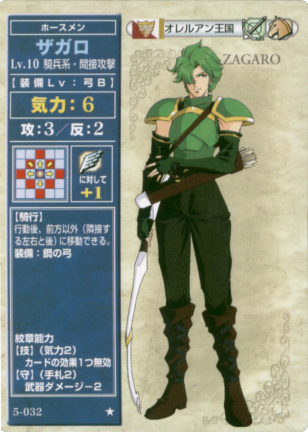 ホースメン
ザガロ
Lv.10 騎兵系・間接攻撃
【装備Lv:弓B】
気力:6
攻:3/反:2
に対して
+1
【騎行】
行動後、前方以外(隣接す
る左右と後)に移動できる。
装備:鋼の弓
紋章能力
【技】(気力2)
カードの効果1つ無効
【守】(手札2)
武器ダメージ-2
5-032
★
オレルアン王国
ZAGARO